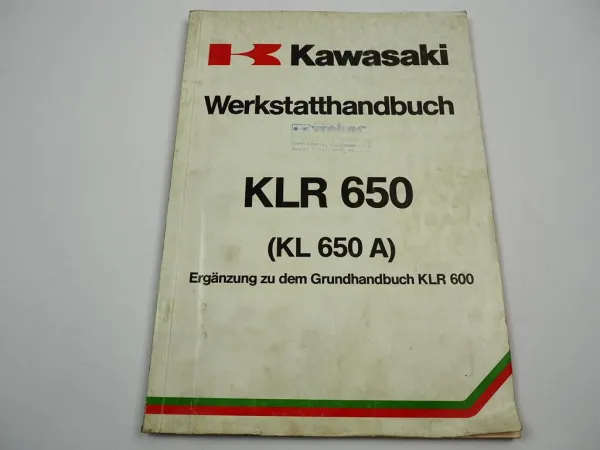 Kawasaki
Werkstatthandbuch
KLR 650
(KL 650 A)
Ergänzung zu dem Grundhandbuch KLR 600